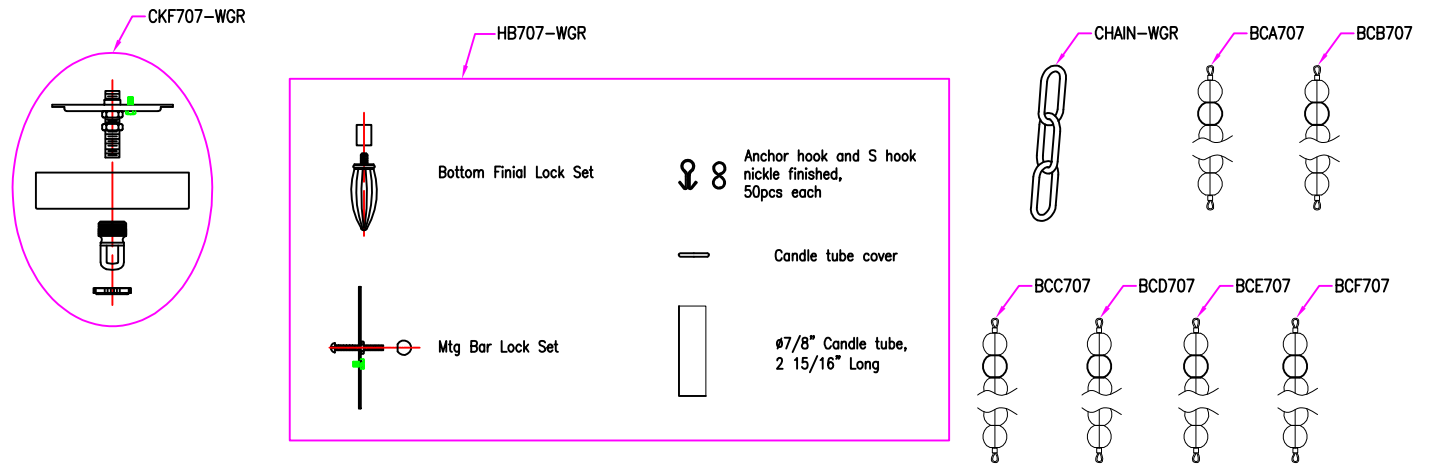 CKF707-WGR
HB707-WGR
CHAIN-WGR
BCA707
BCB707
Bottom Finial Lock Set
Anchor hook and S hook
nickle finished,
50pcs each
Candle tube cover
Mtg Bar Lock Set
ø7/8" Candle tube,
2 15/16" Long
BCC707
BCD707
BCE707
BCF707